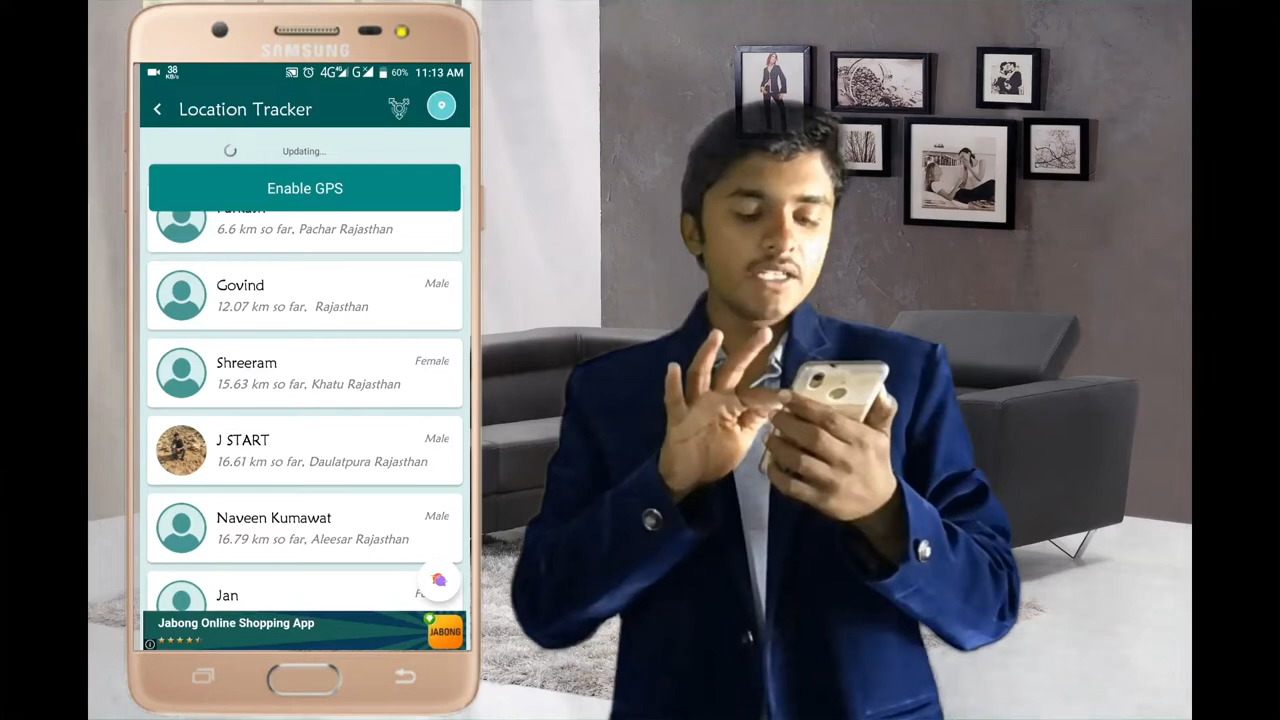 SAMSUNG
38
KB/s
4G
G
60%
11:13 AM
Location Tracker
Updating...
Enable GPS
6.6 km so far, Pachar Rajasthan
Govind
Male
12.07 km so far, Rajasthan
Shreeram
Female
15.63 km so far, Khatu Rajasthan
J START
Male
16.61 km so far, Daulatpura Rajasthan
Naveen Kumawat
Male
16.79 km so far, Aleesar Rajasthan
Jan
Jabong Online Shopping App
JABONG